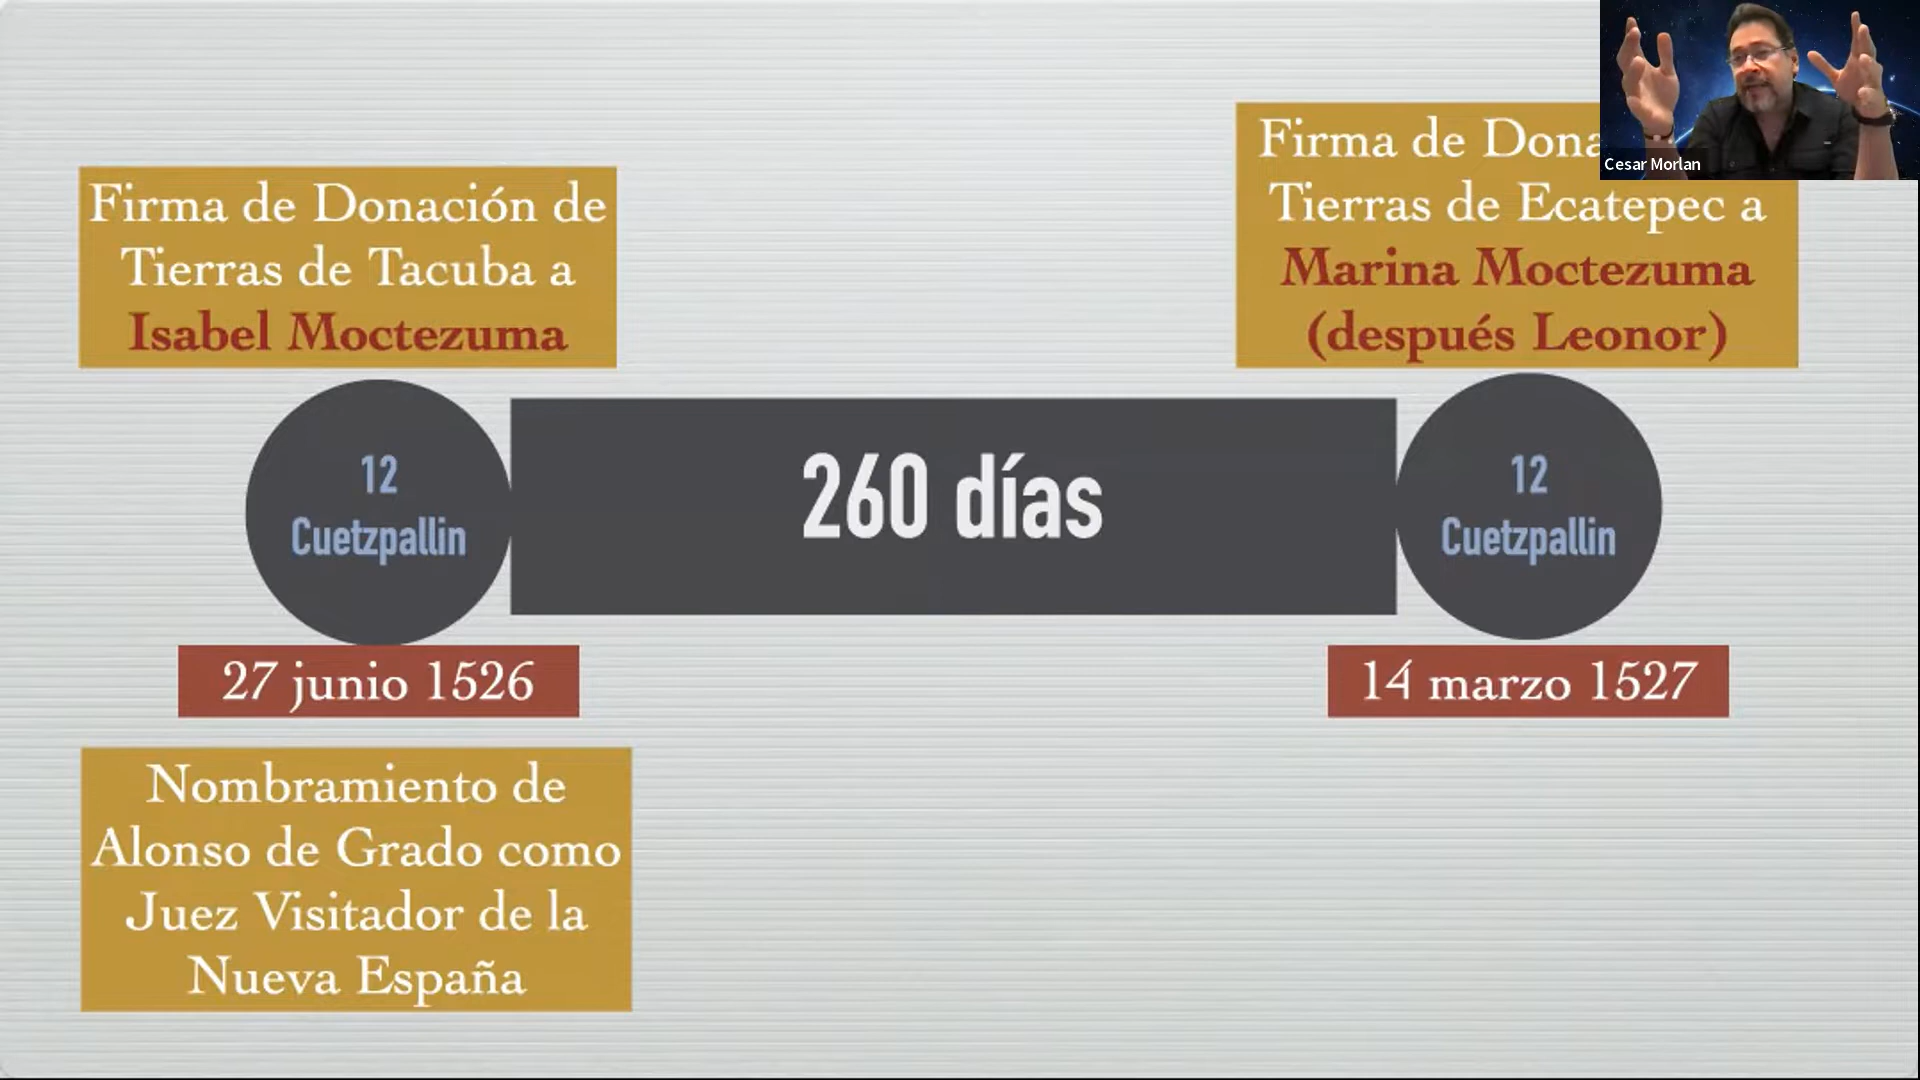 Firma de Donación de
Tierras de Tacuba a
Isabel Moctezuma
12
Cuetzpallin
27 junio 1526
Nombramiento de
Alonso de Grado como
Juez Visitador de la
Nueva España
260 días
Firma de
Tierras de Ecatepec a
Marina Moctezuma
(después Leonor)
12
Cuetzpallin
14 marzo 1527
Cesar Morlan